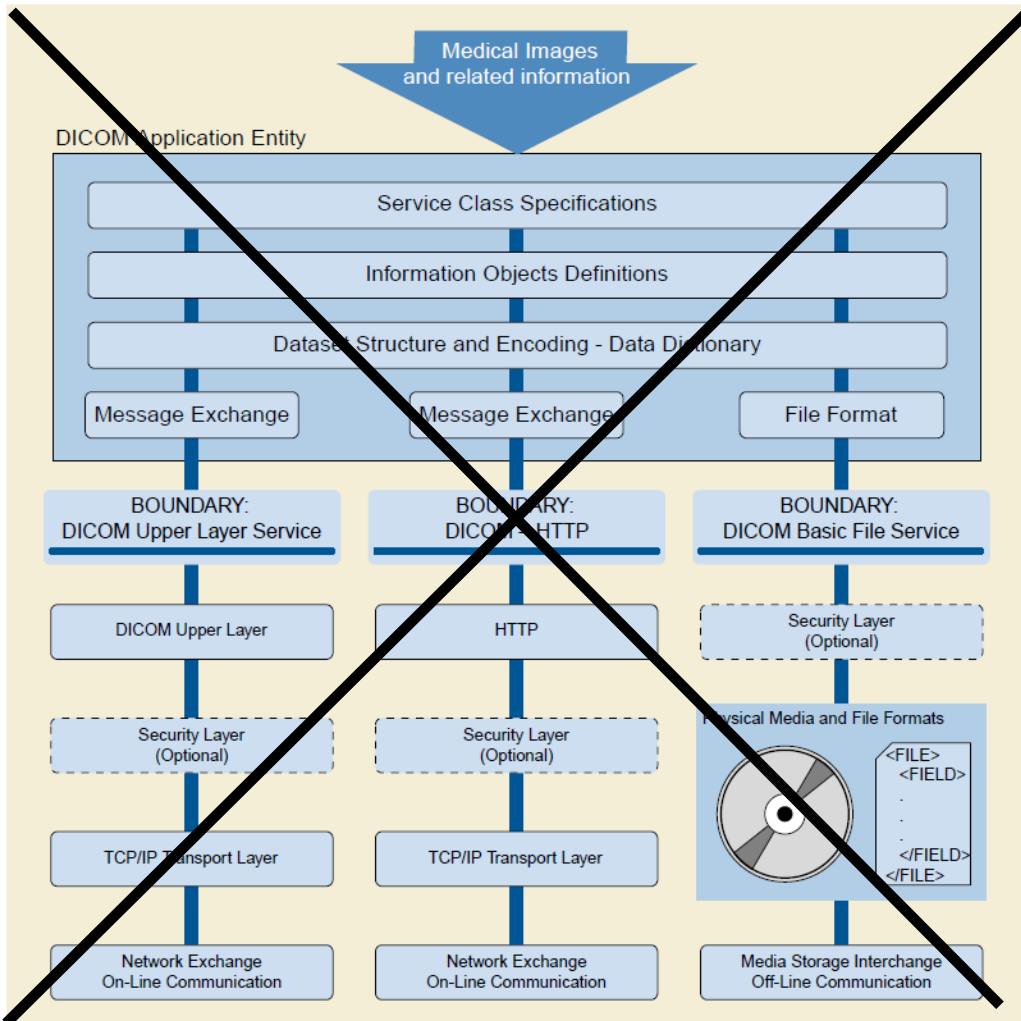 Medical Images
and related information
DICOM Application Entity
Service Class Specifications
Information Objects Definitions
Dataset Structure and Encoding - Data Dictionary
Message Exchange
Message Exchange
File Format
BOUNDARY:
DICOM Upper Layer Service
BOUNDARY:
DICOM - HTTP
BOUNDARY:
DICOM Basic File Service
DICOM Upper Layer
HTTP
Security Layer
(Optional)
Security Layer
(Optional)
Security Layer
(Optional)
Physical Media and File Formats
<FILE>
<FIELD>
.
.
.
</FIELD>
</FILE>
TCP/IP Transport Layer
TCP/IP Transport Layer
Network Exchange
On-Line Communication
Network Exchange
On-Line Communication
Media Storage Interchange
Off-Line Communication